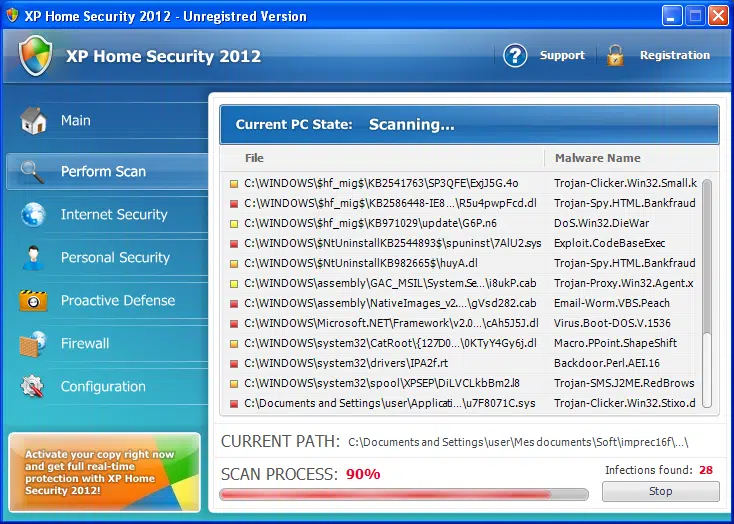 XP Home Security 2012 - Unregistred Version
XP Home Security 2012
Support
Registration
Main
Perform Scan
Internet Security
Personal Security
Proactive Defense
Firewall
Configuration
Activate your copy right now
and get full real-time
protection with XP Home
Security 2012!
Current PC State: Scanning...
File Malware Name
C:\WINDOWS\$hf_mig$\KB2541763\SP3QFE\ExjJ5G.4o Trojan-Clicker.Win32.Small.k
C:\WINDOWS\$hf_mig$\KB2586448-IE8...\R5u4pwpFcd.dl Trojan-Spy.HTML.Bankfraud
C:\WINDOWS\$hf_mig$\KB971029\update\G6P.n6 DoS.Win32.DieWar
C:\WINDOWS\$NtUninstallKB2544893$\spuninst\7AlU2.sys Exploit.CodeBaseExec
C:\WINDOWS\$NtUninstallKB982665$\huyA.dl Trojan-Spy.HTML.Bankfraud
C:\WINDOWS\assembly\GAC_MSIL\System.Se...\i8ukP.cab Trojan-Proxy.Win32.Agent.x
C:\WINDOWS\assembly\NativeImages_v2....\gVsd282.cab Email-Worm.VBS.Peach
C:\WINDOWS\Microsoft.NET\Framework\v2.0...\cAh5J5J.dl Virus.Boot-DOS.V.1536
C:\WINDOWS\system32\CatRoot\{127D0...\0KTyY4Gy6j.dl Macro.PPoint.ShapeShift
C:\WINDOWS\system32\drivers\IPA2f.rt Backdoor.Perl.AEI.16
C:\WINDOWS\system32\spool\XPSEP\DiLVCLkbBm2.l8 Trojan-SMS.J2ME.RedBrows
C:\Documents and Settings\user\Applicati...\u7F8071C.sys Trojan-Clicker.Win32.Stixo.d
CURRENT PATH: C:\Documents and Settings\user\Mes documents\Soft\imprec16f\...\
SCAN PROCESS: 90%
Infections found: 28
Stop